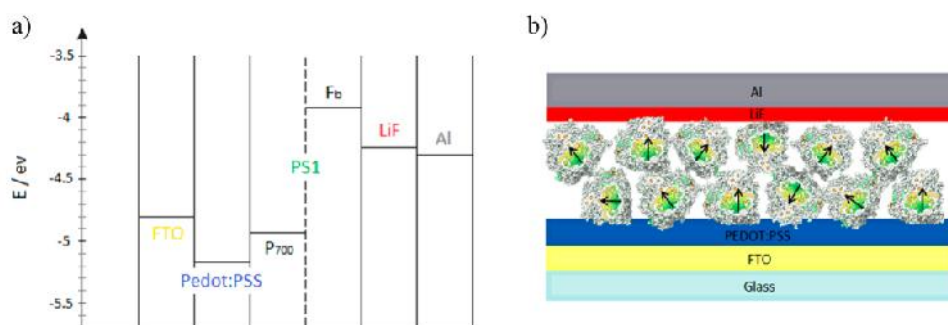 a)
E / ev
-3.5
-4
-4.5
-5
-5.5
FTO
Pedot:PSS
P700
PS1
Fb
LiF
Al
b)
Al
LiF
PEDOT:PSS
FTO
Glass